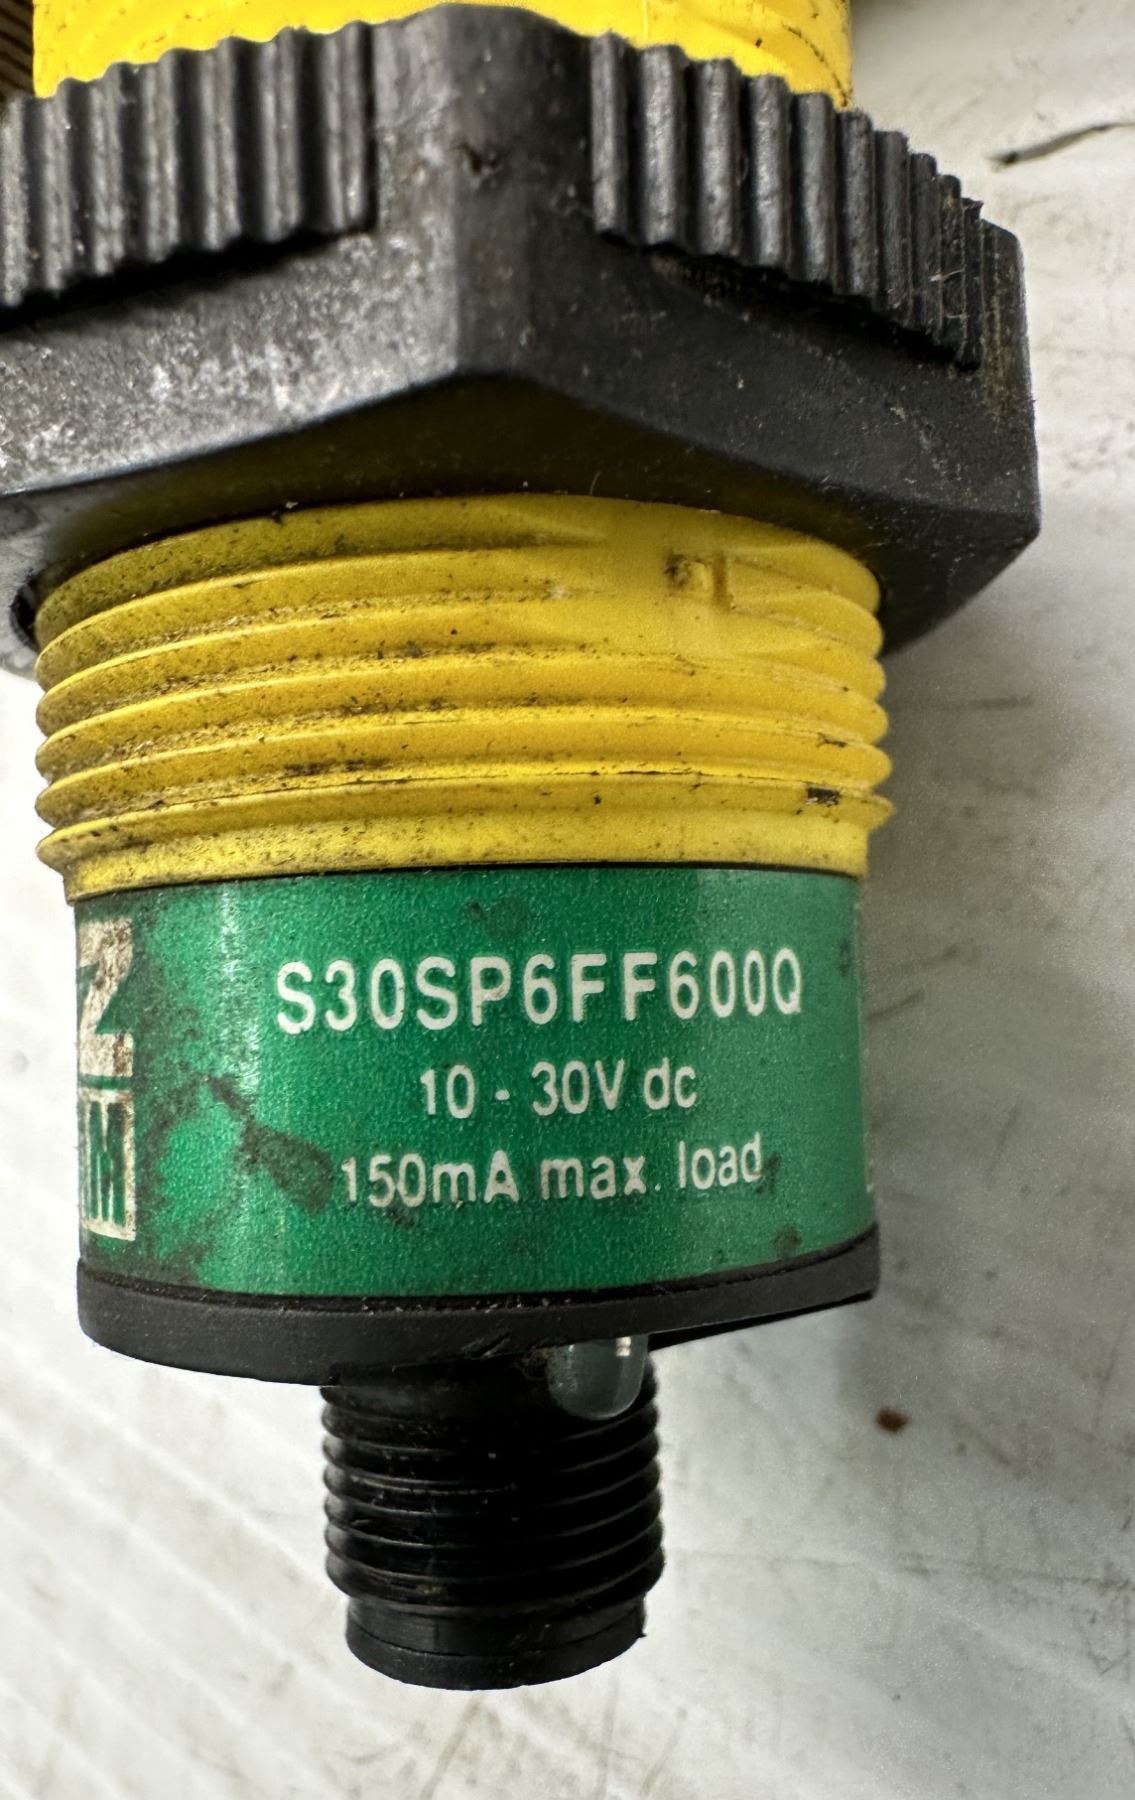 S30SP6FF600Q
10 - 30V dc
150mA max. load